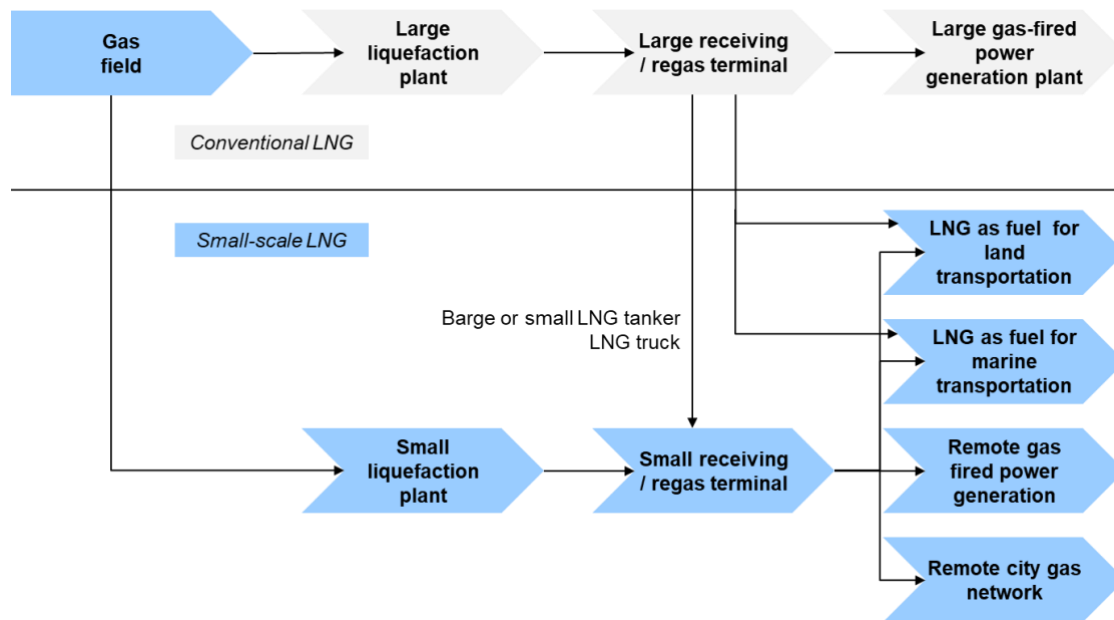 Gas
field
Large
liquefaction
plant
Large receiving
/ regas terminal
Large gas-fired
power
generation plant
Conventional LNG
Small-scale LNG
LNG as fuel for
land
transportation
Barge or small LNG tanker
LNG truck
LNG as fuel for
marine
transportation
Small
liquefaction
plant
Small receiving
/ regas terminal
Remote gas
fired power
generation
Remote city gas
network